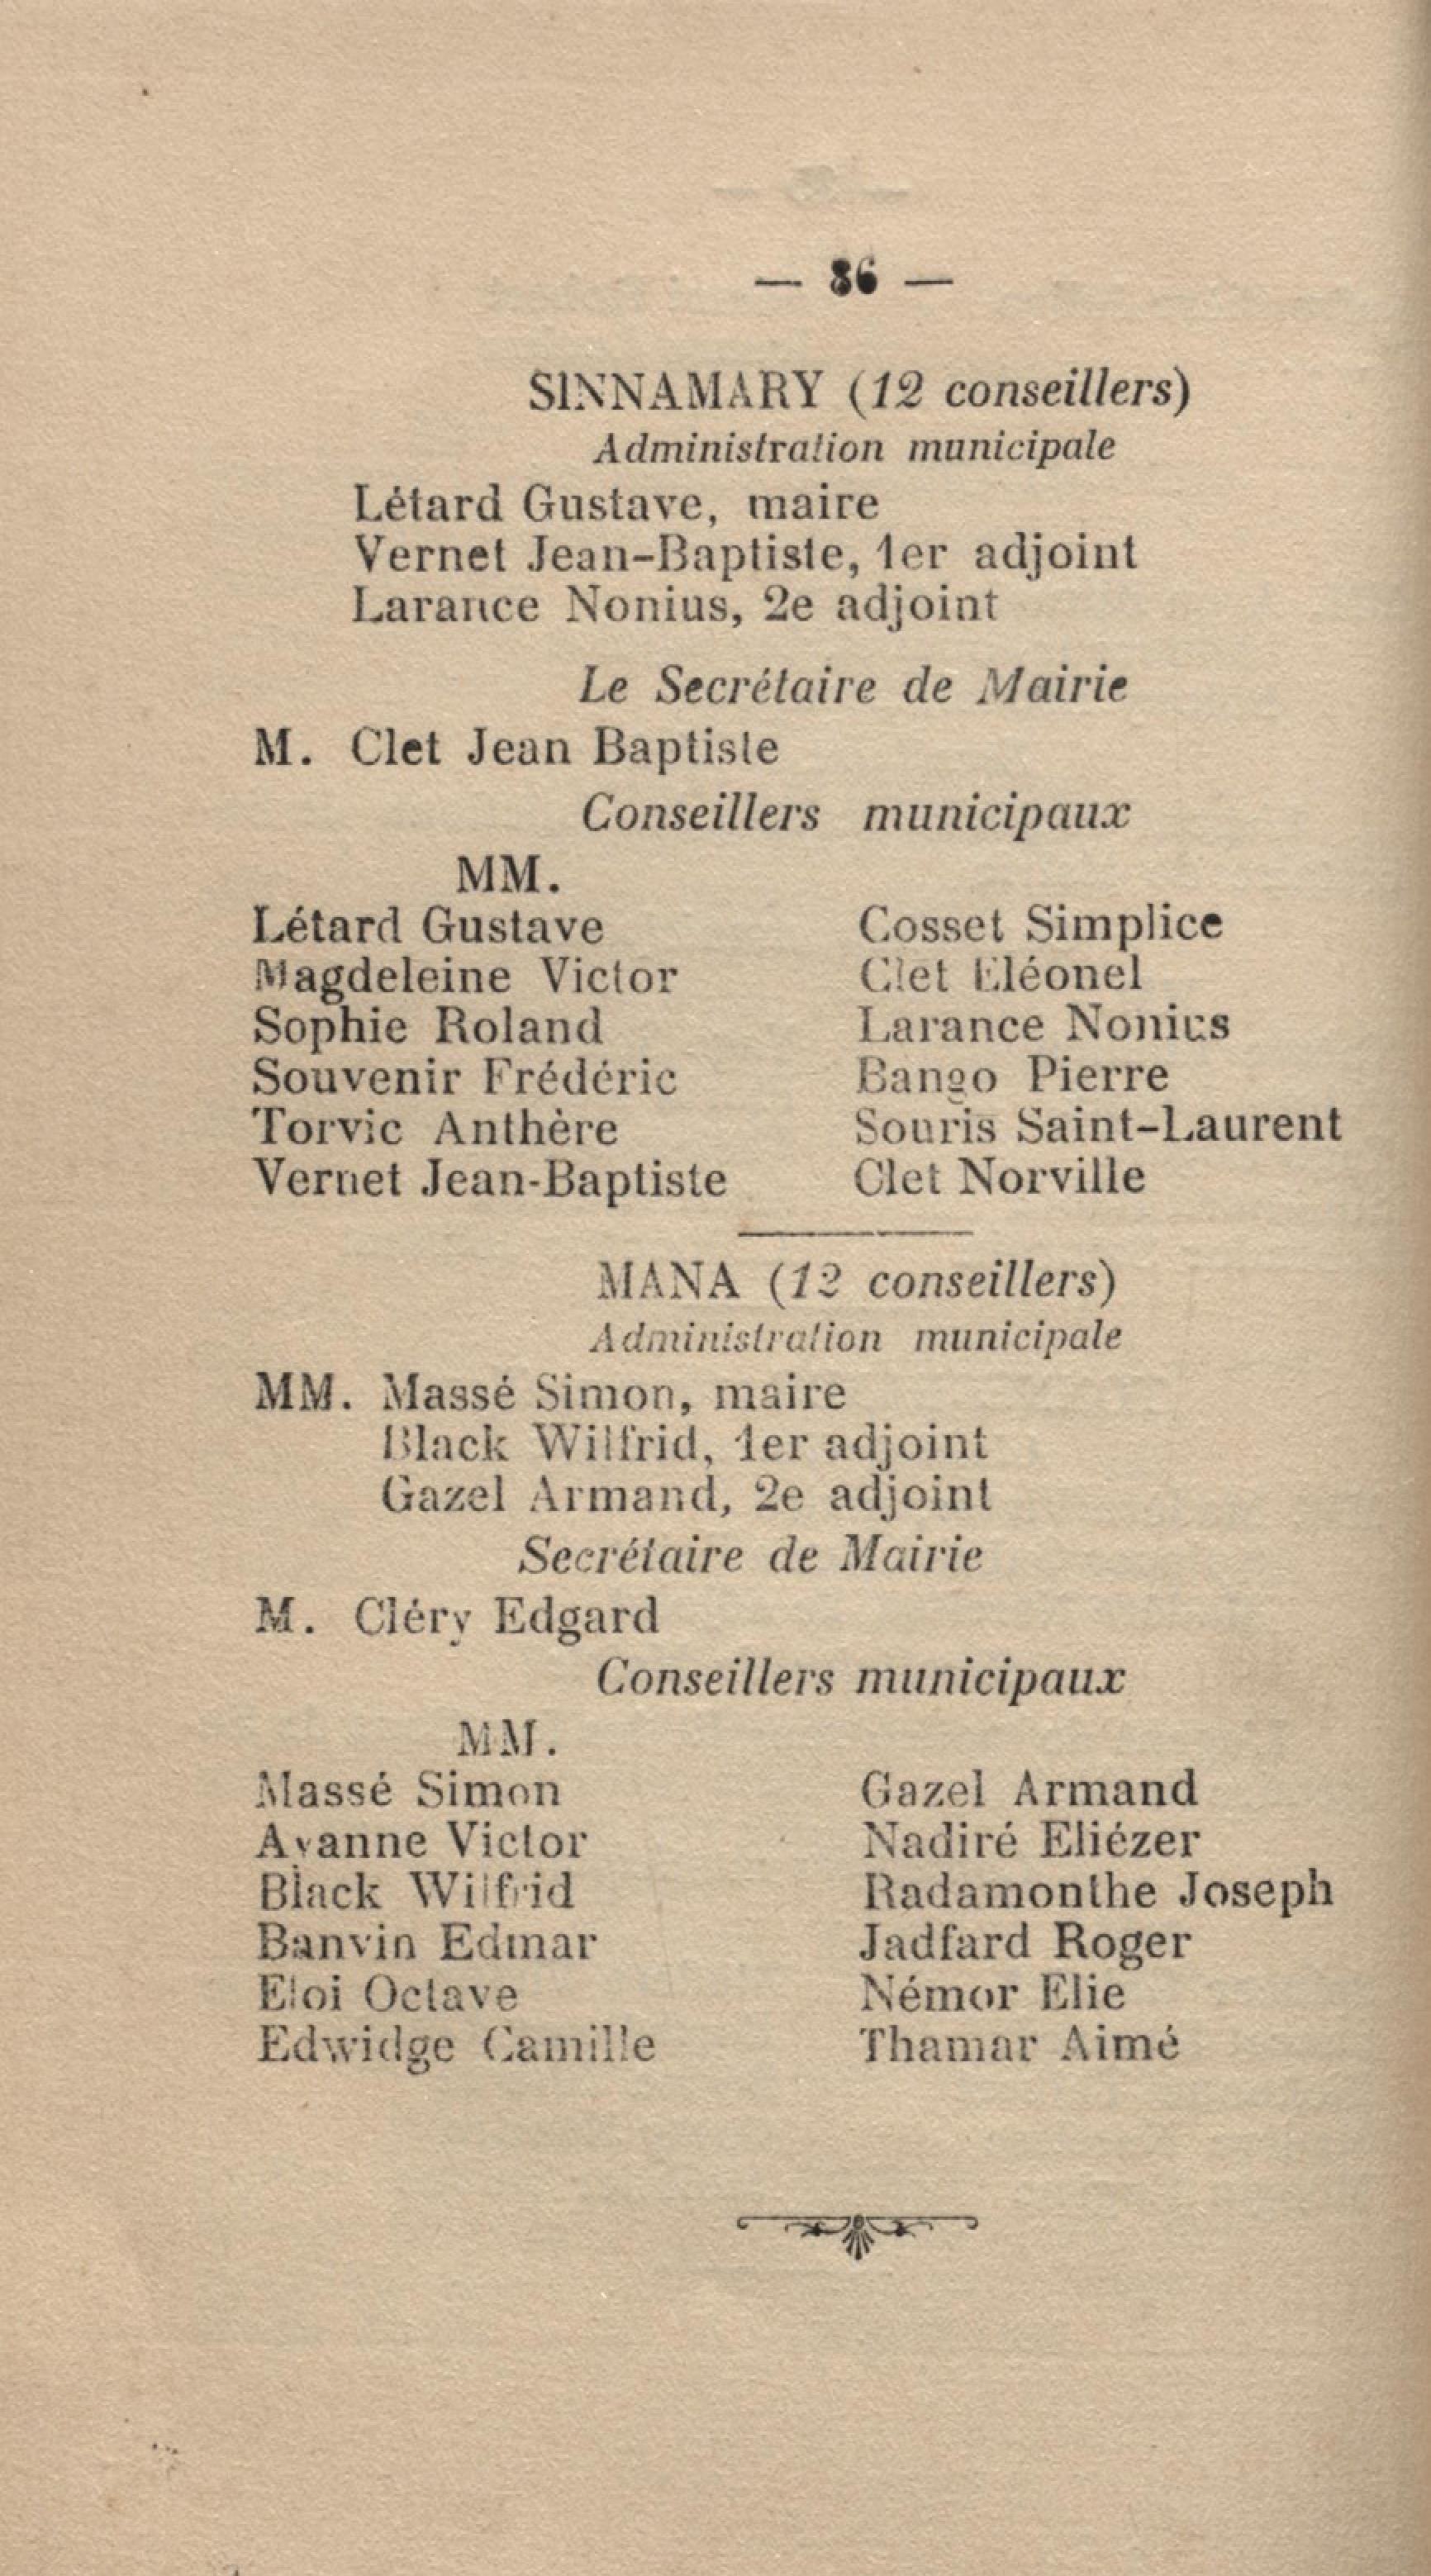 — 86 —
SINNAMARY (12 conseillers)
Administration municipale
Létard Gustave, maire
Vernet Jean-Baptiste, 1er adjoint
Larance Nonius, 2e adjoint
Le Secrétaire de Mairie
M. Clet Jean Baptiste
Conseillers municipaux
MM.
Létard Gustave
Magdeleine Victor
Sophie Roland
Souvenir Frédéric
Torvic Anthère
Vernet Jean-Baptiste
Cosset Simplice
Clet Eléonel
Larance Nonius
Bango Pierre
Souris Saint-Laurent
Clet Norville
MANA (12 conseillers)
Administration municipale
MM. Massé Simon, maire
Black Wilfrid, 1er adjoint
Gazel Armand, 2e adjoint
Secrétaire de Mairie
M. Cléry Edgard
Conseillers municipaux
MM.
Massé Simon
Ayanne Victor
Black Wilfrid
Banvin Edmar
Eloi Octave
Edwidge Camille
Gazel Armand
Nadiré Eliézer
Radamonthe Joseph
Jadfard Roger
Némor Elie
Thamar Aimé